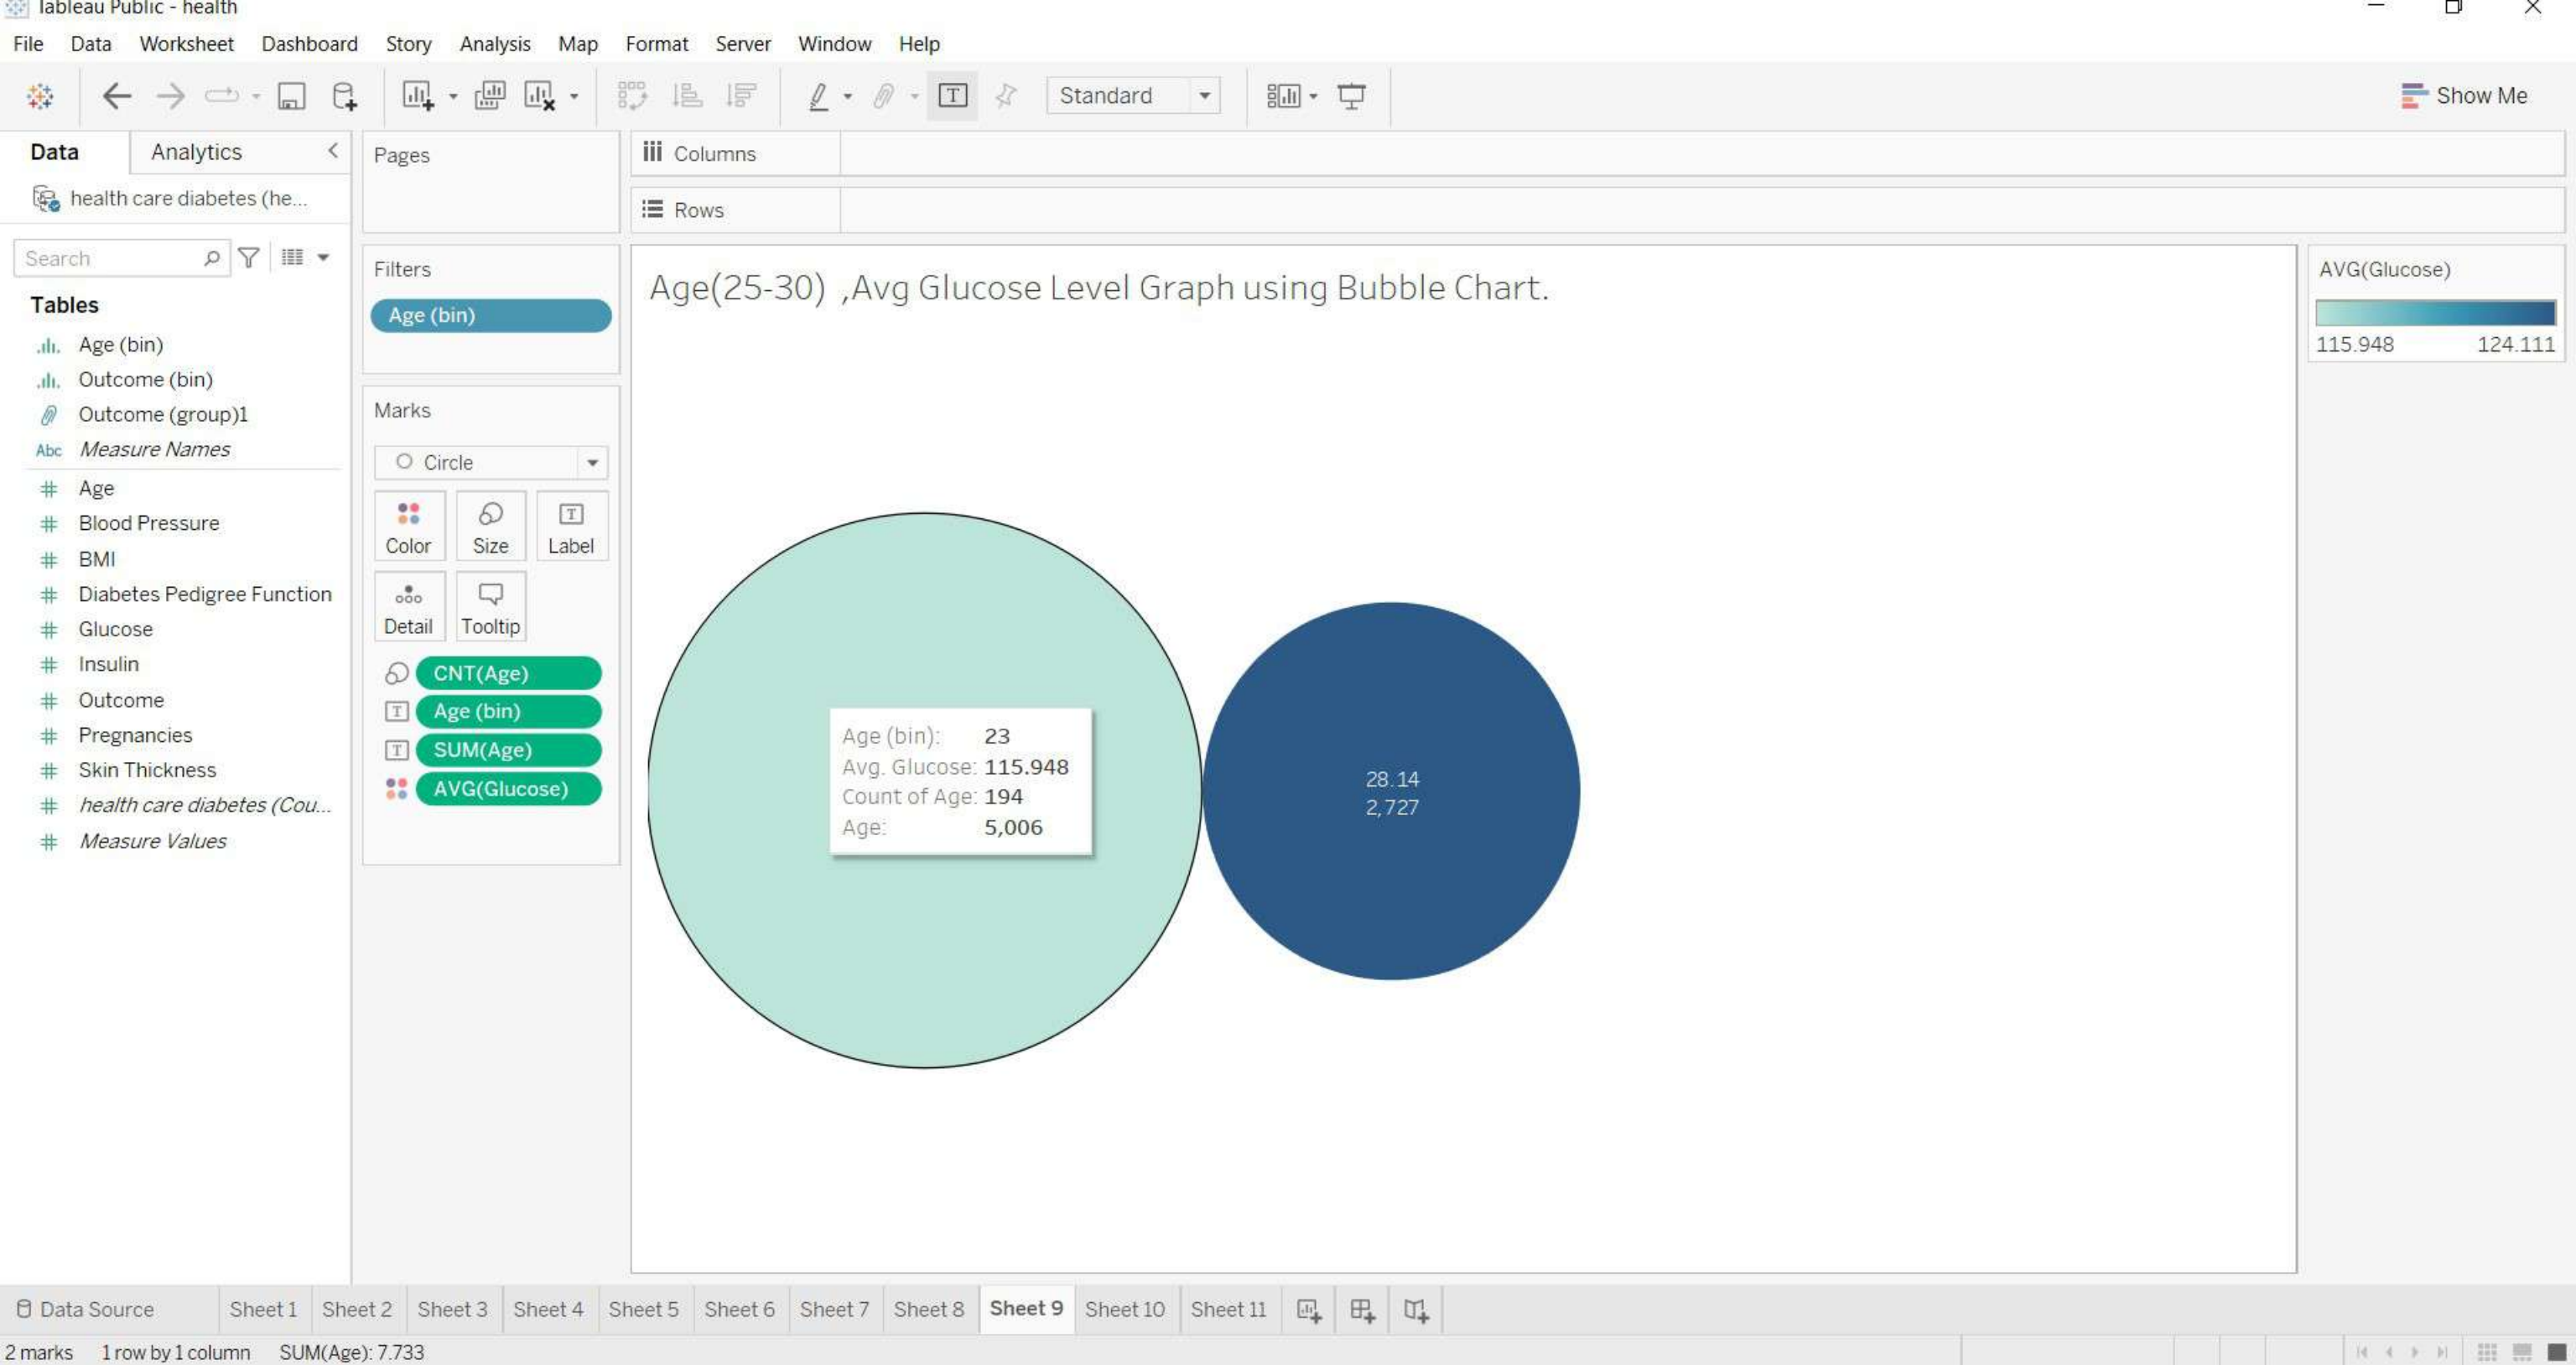 Tableau Public - health
File Data Worksheet Dashboard Story Analysis Map Format Server Window Help
Standard
Show Me
Data Analytics
health care diabetes (he...
Search
Tables
Age (bin)
Outcome (bin)
Outcome (group)1
Abc Measure Names
# Age
# Blood Pressure
# BMI
# Diabetes Pedigree Function
# Glucose
# Insulin
# Outcome
# Pregnancies
# Skin Thickness
# health care diabetes (Cou...
# Measure Values
Pages
Filters
Age (bin)
Marks
Circle
Color Size T Label
Detail Tooltip
CNT(Age)
T Age (bin)
T SUM(Age)
AVG(Glucose)
Columns
Rows
Age(25-30) ,Avg Glucose Level Graph using Bubble Chart.
Age (bin): 23
Avg. Glucose: 115.948
Count of Age: 194
Age: 5,006
28.14
2,727
AVG(Glucose)
115.948 124.111
Data Source Sheet 1 Sheet 2 Sheet 3 Sheet 4 Sheet 5 Sheet 6 Sheet 7 Sheet 8 Sheet 9 Sheet 10 Sheet 11
2 marks 1 row by 1 column SUM(Age): 7.733